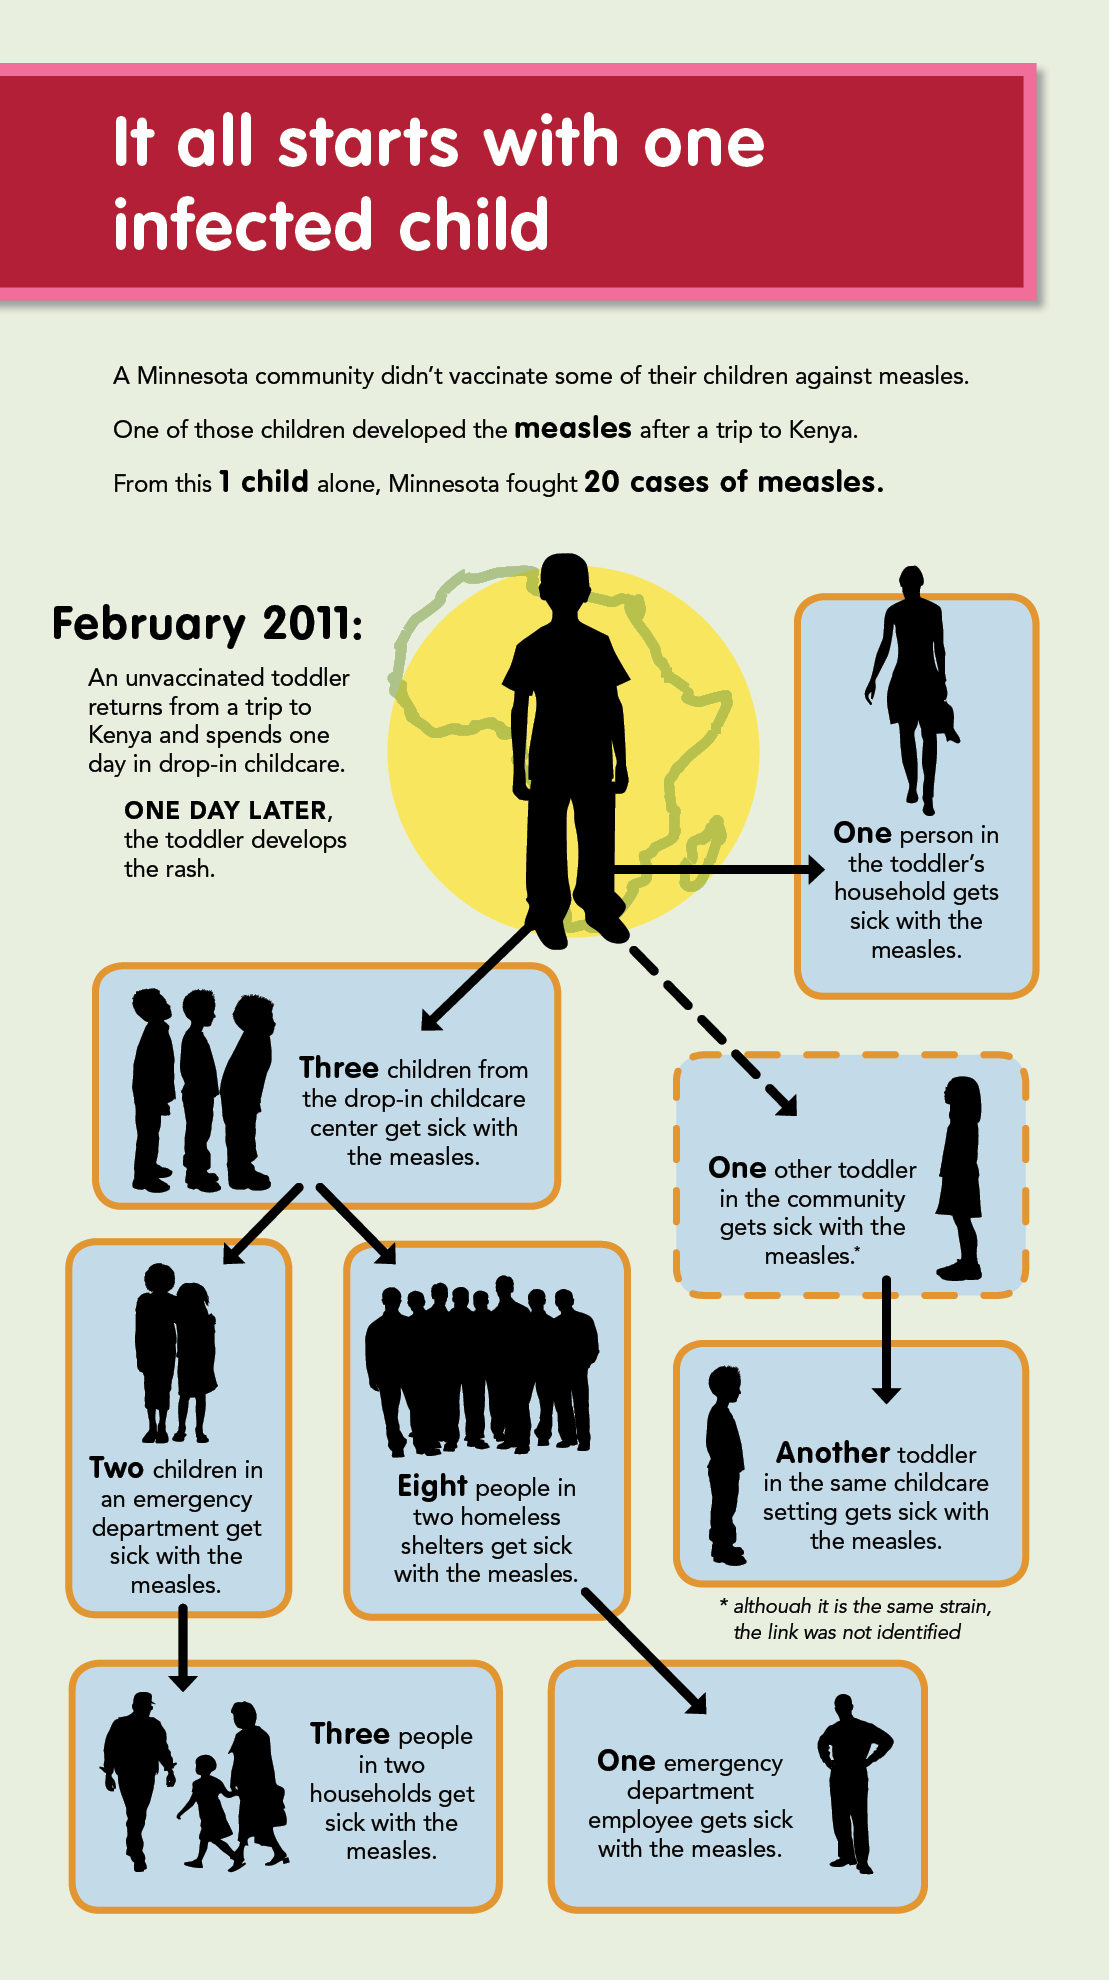 It all starts with one
infected child
A Minnesota community didn't vaccinate some of their children against measles.
One of those children developed the measles after a trip to Kenya.
From this 1 child alone, Minnesota fought 20 cases of measles.
February 2011:
An unvaccinated toddler
returns from a trip to
Kenya and spends one
day in drop-in childcare.
ONE DAY LATER,
the toddler develops
the rash.
One person in
the toddler's
household gets
sick with the
measles.
Three children from
the drop-in childcare
center get sick with
the measles.
One other toddler
in the community
gets sick with the
measles.*
Two children in
an emergency
department get
sick with the
measles.
Eight people in
two homeless
shelters get sick
with the measles.
Another toddler
in the same childcare
setting gets sick with
the measles.
* although it is the same strain,
the link was not identified
Three people
in two
households get
sick with the
measles.
One emergency
department
employee gets sick
with the measles.